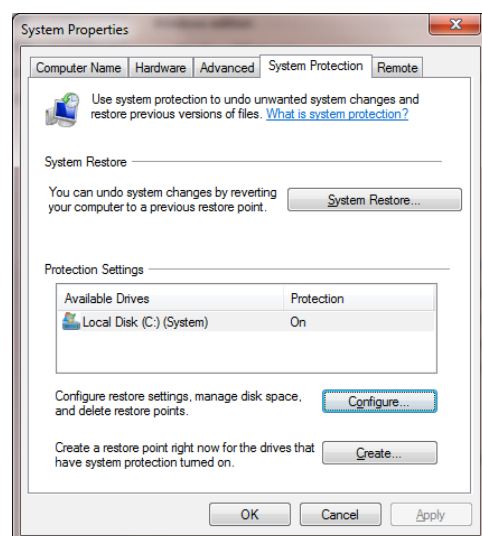 System Properties
Computer Name
Hardware
Advanced
System Protection
Remote
Use system protection to undo unwanted system changes and
restore previous versions of files. What is system protection?
System Restore
You can undo system changes by reverting
your computer to a previous restore point.
System Restore...
Protection Settings
Available Drives
Protection
Local Disk (C:) (System)
On
Configure restore settings, manage disk space,
and delete restore points.
Configure...
Create a restore point right now for the drives that
have system protection turned on.
Create...
OK
Cancel
Apply